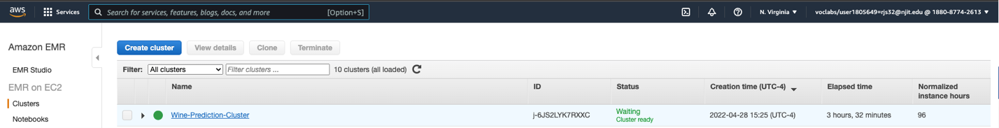 aws
Services
Search for services, features, blogs, docs, and more
[Option+S]
N. Virginia ▼
voclabs/user1805649=rjs32@njit.edu @ 1880-8774-2613 ▼
Amazon EMR
EMR Studio
EMR on EC2
Clusters
Notebooks
Create cluster
View details
Clone
Terminate
Filter:
All clusters
Filter clusters ...
10 clusters (all loaded)
Name
ID
Status
Creation time (UTC-4)
Elapsed time
Normalized
instance hours
Wine-Prediction-Cluster
j-6JS2LYK7RXXC
Waiting
Cluster ready
2022-04-28 15:25 (UTC-4)
3 hours, 32 minutes
96